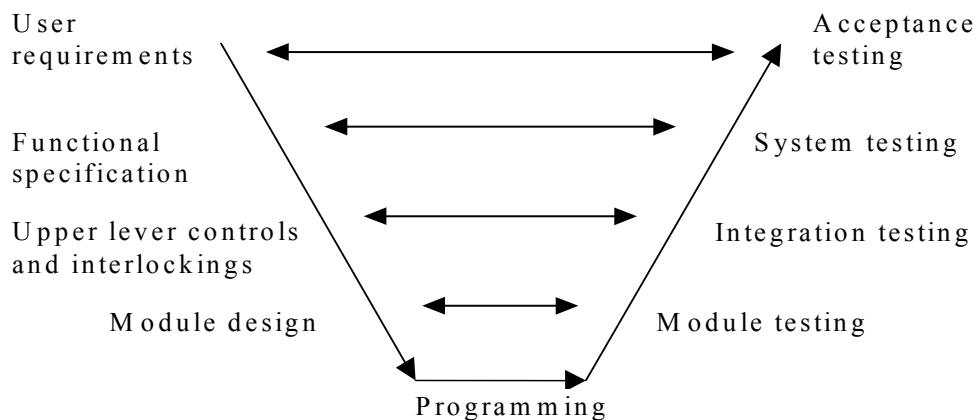 User
requirements
Acceptance
testing
Functional
specification
System testing
Upper lever controls
and interlockings
Integration testing
Module design
Module testing
Programming